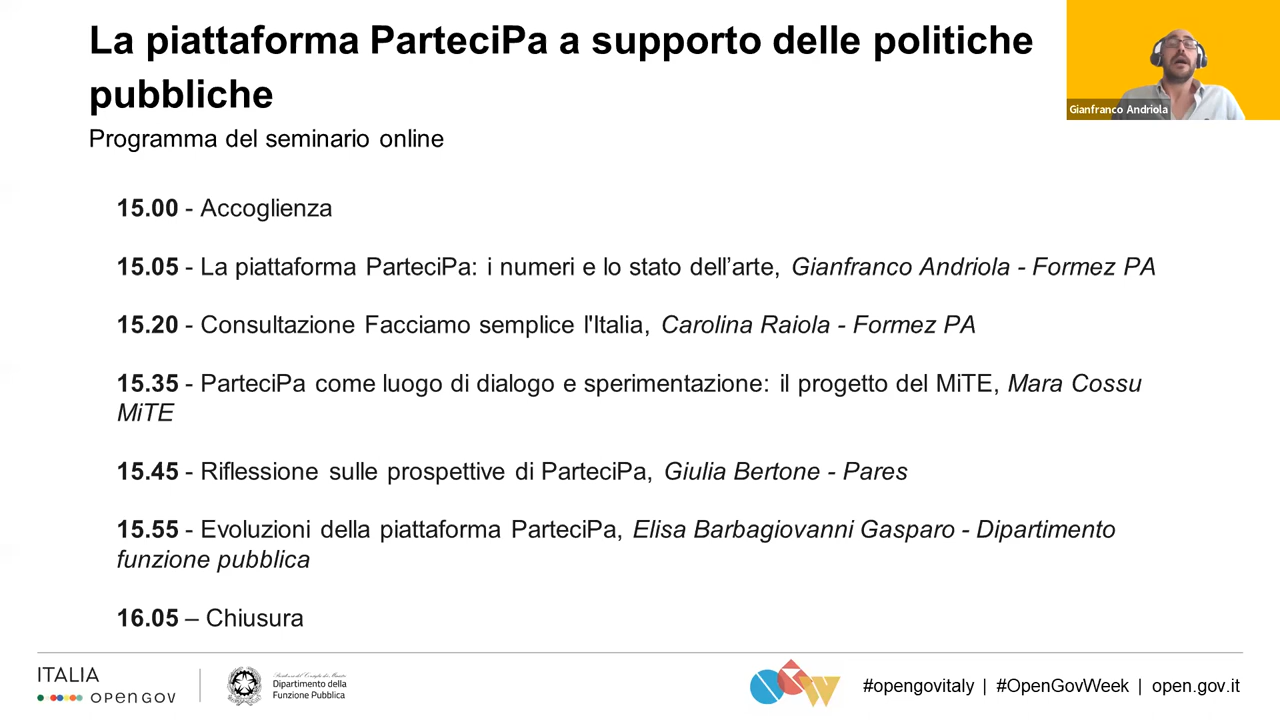 La piattaforma ParteciPa a supporto delle politiche
pubbliche
Programma del seminario online
Gianfranco Andriola
15.00 - Accoglienza
15.05 - La piattaforma ParteciPa: i numeri e lo stato dell’arte, Gianfranco Andriola - Formez PA
15.20 - Consultazione Facciamo semplice l'Italia, Carolina Raiola - Formez PA
15.35 - ParteciPa come luogo di dialogo e sperimentazione: il progetto del MiTE, Mara Cossu
MiTE
15.45 - Riflessione sulle prospettive di ParteciPa, Giulia Bertone - Pares
15.55 - Evoluzioni della piattaforma ParteciPa, Elisa Barbagiovanni Gasparo - Dipartimento
funzione pubblica
16.05 – Chiusura
ITALIA
open gov
Dipartimento della
Funzione Pubblica
#opengovitaly | #OpenGovWeek | open.gov.it